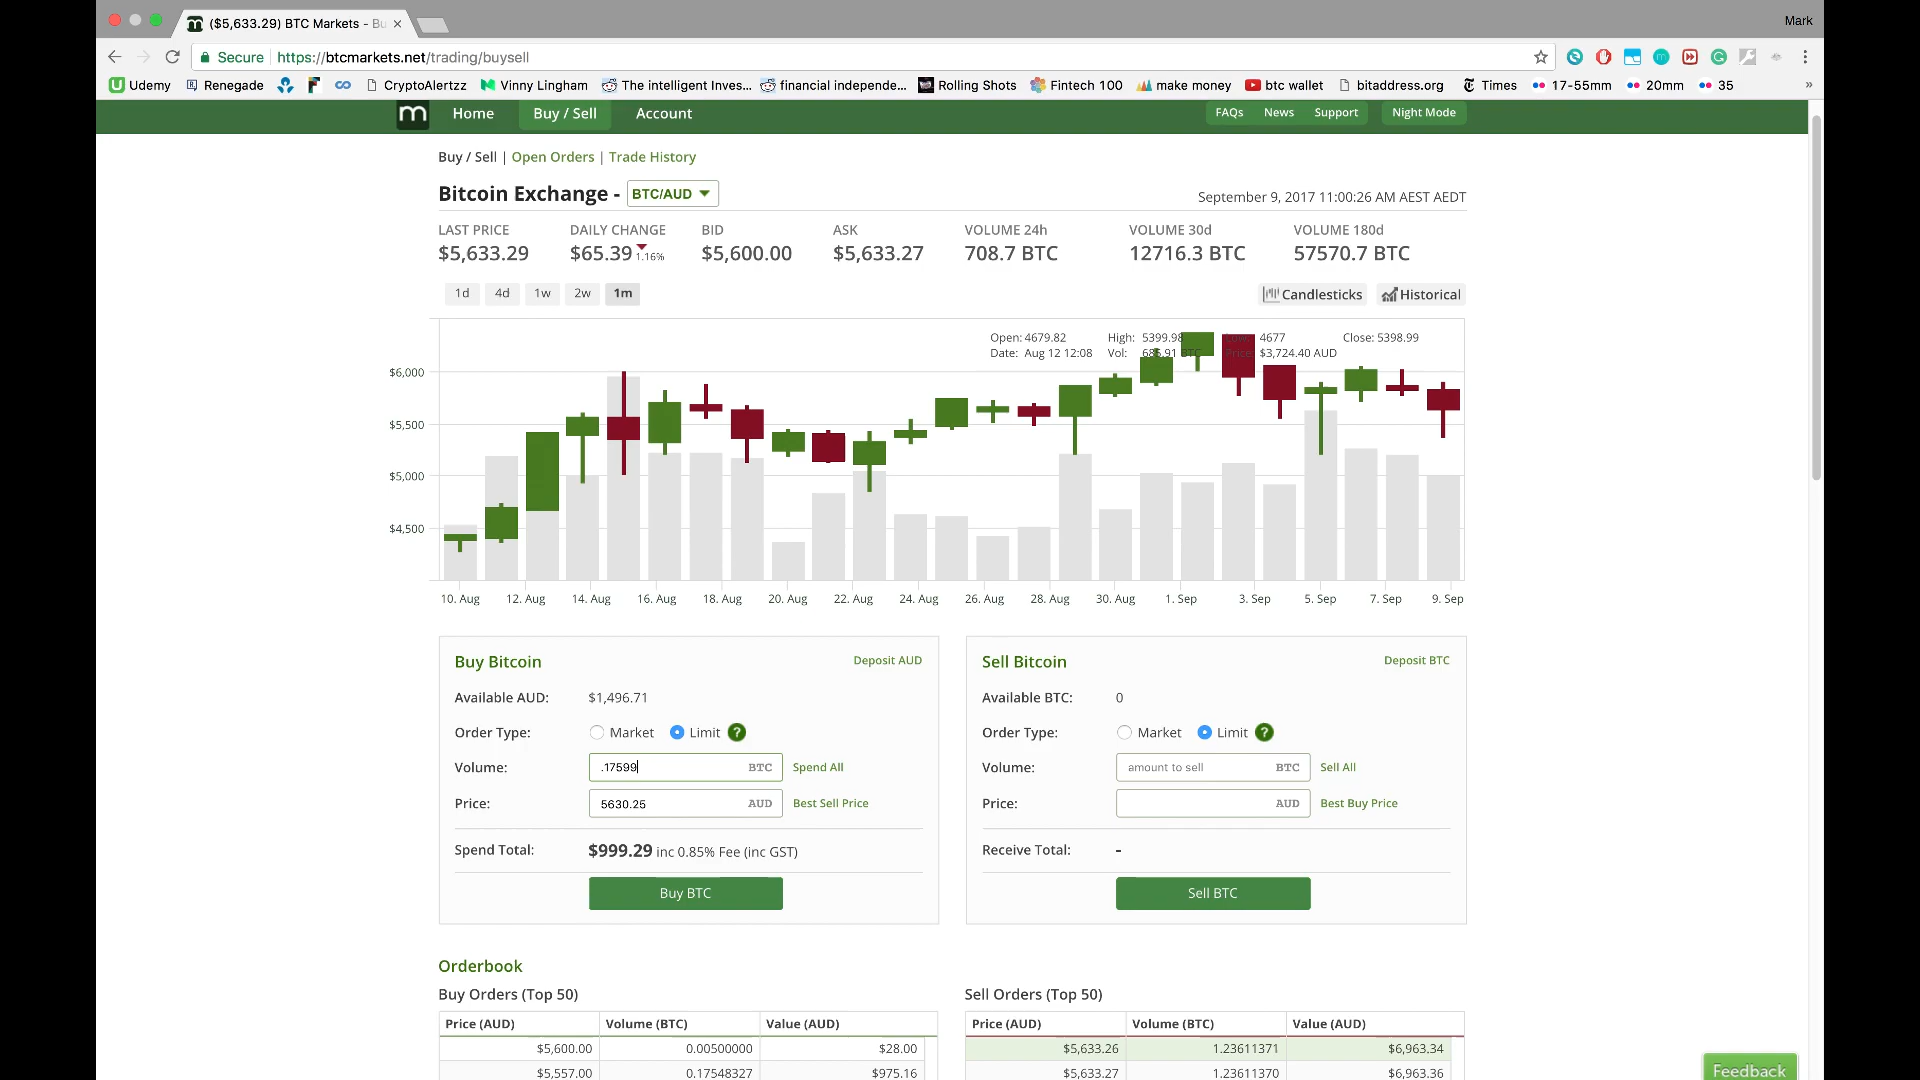 ($5,633.29) BTC Markets - Bu
Mark
Secure https://btcmarkets.net/trading/buysell
Udemy Renegade CryptoAlertzz Vinny Lingham The intelligent Inves... financial independe... Rolling Shots Fintech 100 make money btc wallet bitaddress.org Times 17-55mm 20mm 35 »
m Home Buy / Sell Account FAQs News Support Night Mode
Buy / Sell | Open Orders | Trade History
Bitcoin Exchange - BTC/AUD September 9, 2017 11:00:26 AM AEST AEDT
LAST PRICE DAILY CHANGE BID ASK VOLUME 24h VOLUME 30d VOLUME 180d
$5,633.29 $65.39 1.16% $5,600.00 $5,633.27 708.7 BTC 12716.3 BTC 57570.7 BTC
1d 4d 1w 2w 1m Candlesticks Historical
Open: 4679.82 High: 5399.98 Low: 4677 Close: 5398.99
Date: Aug 12 12:08 Vol: 685.91 BTC Price: $3,724.40 AUD
$6,000
$5,500
$5,000
$4,500
10. Aug 12. Aug 14. Aug 16. Aug 18. Aug 20. Aug 22. Aug 24. Aug 26. Aug 28. Aug 30. Aug 1. Sep 3. Sep 5. Sep 7. Sep 9. Sep
Buy Bitcoin Deposit AUD
Available AUD: $1,496.71
Order Type: Market Limit ?
Volume: .17599 BTC Spend All
Price: 5630.25 AUD Best Sell Price
Spend Total: $999.29 inc 0.85% Fee (inc GST)
Buy BTC
Sell Bitcoin Deposit BTC
Available BTC: 0
Order Type: Market Limit ?
Volume: amount to sell BTC Sell All
Price: AUD Best Buy Price
Receive Total: -
Sell BTC
Orderbook
Buy Orders (Top 50)
Price (AUD) Volume (BTC) Value (AUD)
$5,600.00 0.00500000 $28.00
$5,557.00 0.17548327 $975.16
Sell Orders (Top 50)
Price (AUD) Volume (BTC) Value (AUD)
$5,633.26 1.23611371 $6,963.34
$5,633.27 1.23611370 $6,963.36
Feedback